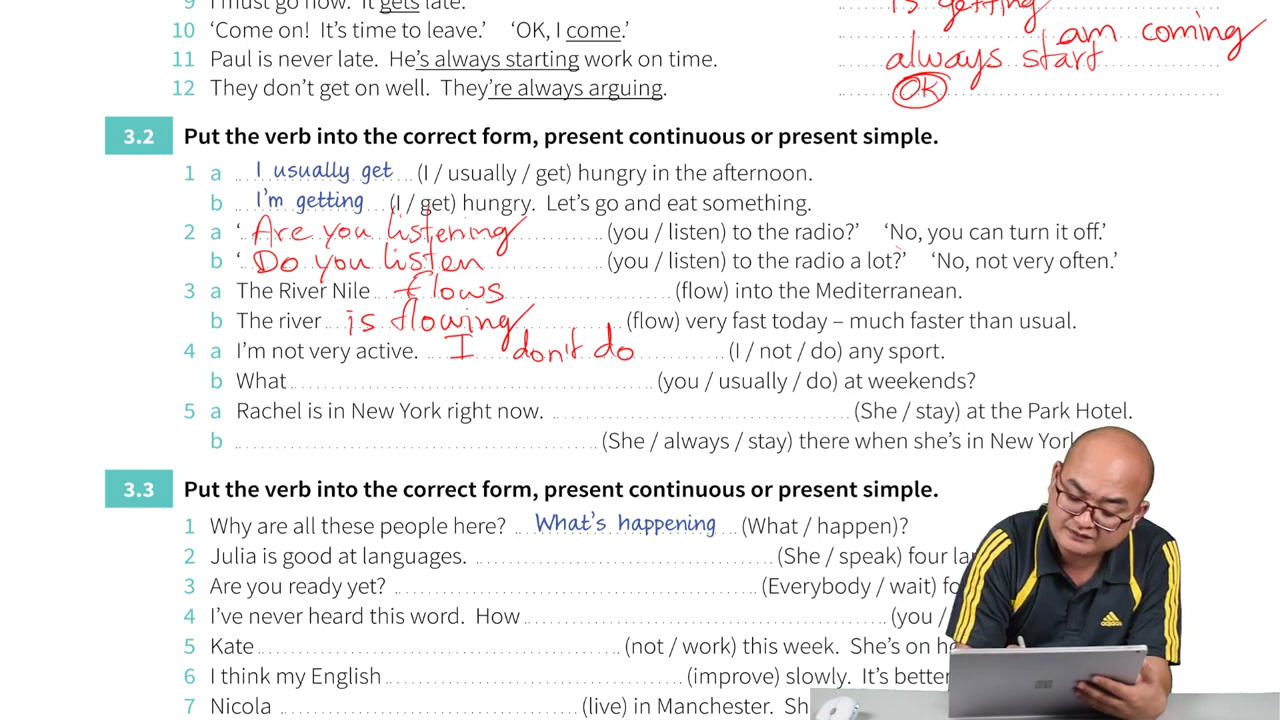 9 I must go now. It gets late.
is getting
10 ‘Come on! It’s time to leave.’ ‘OK, I come.’
am coming
11 Paul is never late. He’s always starting work on time.
always start
12 They don’t get on well. They’re always arguing.
OK
3.2 Put the verb into the correct form, present continuous or present simple.
1 a I usually get (I / usually / get) hungry in the afternoon.
b I’m getting (I / get) hungry. Let’s go and eat something.
2 a ‘ Are you listening (you / listen) to the radio?’ ‘No, you can turn it off.’
b ‘ Do you listen (you / listen) to the radio a lot?’ ‘No, not very often.’
3 a The River Nile flows (flow) into the Mediterranean.
b The river is flowing (flow) very fast today – much faster than usual.
4 a I’m not very active. I don't do (I / not / do) any sport.
b What (you / usually / do) at weekends?
5 a Rachel is in New York right now. (She / stay) at the Park Hotel.
b (She / always / stay) there when she’s in New York
3.3 Put the verb into the correct form, present continuous or present simple.
1 Why are all these people here? What’s happening (What / happen)?
2 Julia is good at languages. (She / speak) four
3 Are you ready yet? (Everybody / wait)
4 I’ve never heard this word. How (you /
5 Kate (not / work) this week. She’s on
6 I think my English (improve) slowly. It’s better
7 Nicola (live) in Manchester.
adidas